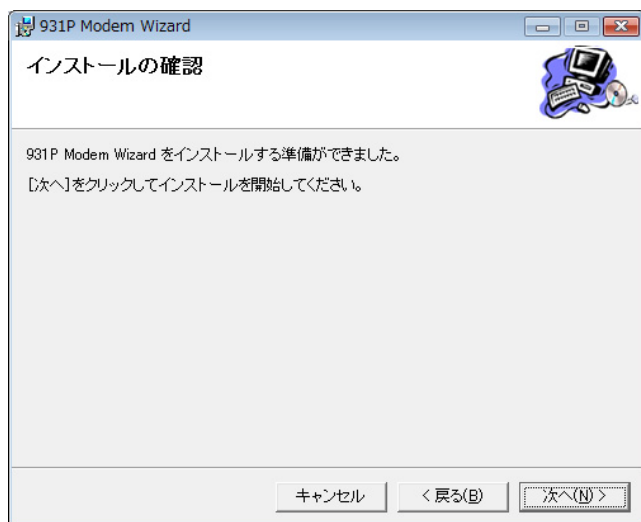 931P Modem Wizard
インストールの確認
931P Modem Wizard をインストールする準備ができました。
[次へ]をクリックしてインストールを開始してください。
キャンセル
< 戻る(B)
次へ(N) >